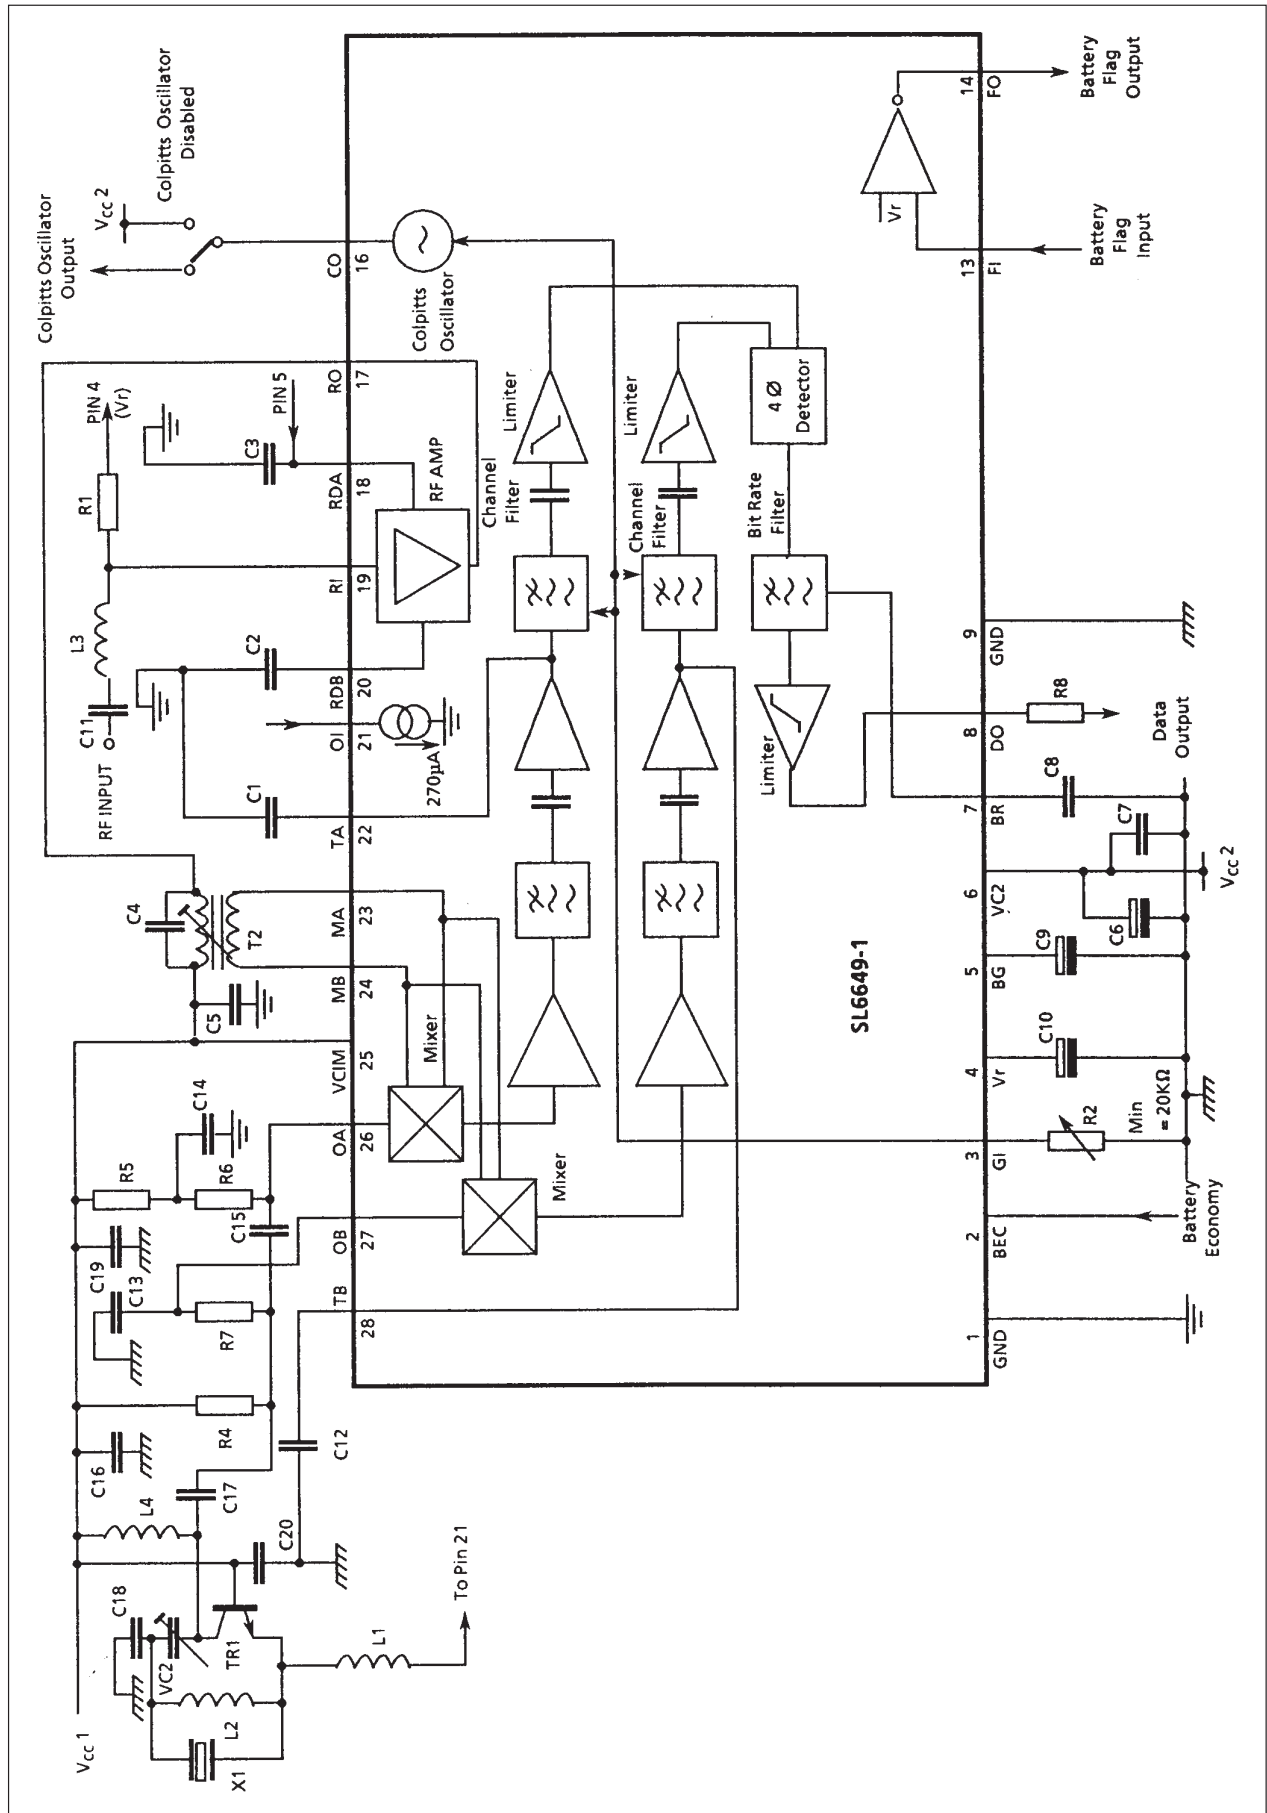 Vcc 1
X1
L2
VC2
C18
TR1
L1
To Pin 21
C20
L4
C16
C17
R4
C12
R7
C13
C19
C15
R5
R6
C14
C5
C4
T2
RF INPUT
C11
L3
R1
PIN 4
(Vr)
C1
C2
C3
PIN 5
Colpitts Oscillator
Output
Vcc 2
Colpitts Oscillator
Disabled
28
TB
27
OB
26
OA
25
VCIM
24
MB
23
MA
22
TA
21
OI
20
RDB
19
RI
18
RDA
17
RO
16
CO
270µA
RF AMP
Colpitts
Oscillator
Mixer
Mixer
Channel
Filter
Limiter
Channel
Filter
Limiter
4 Ø
Detector
Bit Rate
Filter
Limiter
Vr
SL6649-1
1
GND
2
BEC
3
GI
4
Vr
5
BG
6
VC2
7
BR
8
DO
9
GND
13
FI
14
FO
Battery
Economy
R2
Min
= 20KΩ
C10
C9
C6
C7
Vcc 2
C8
R8
Data
Output
Battery
Flag
Input
Battery
Flag
Output